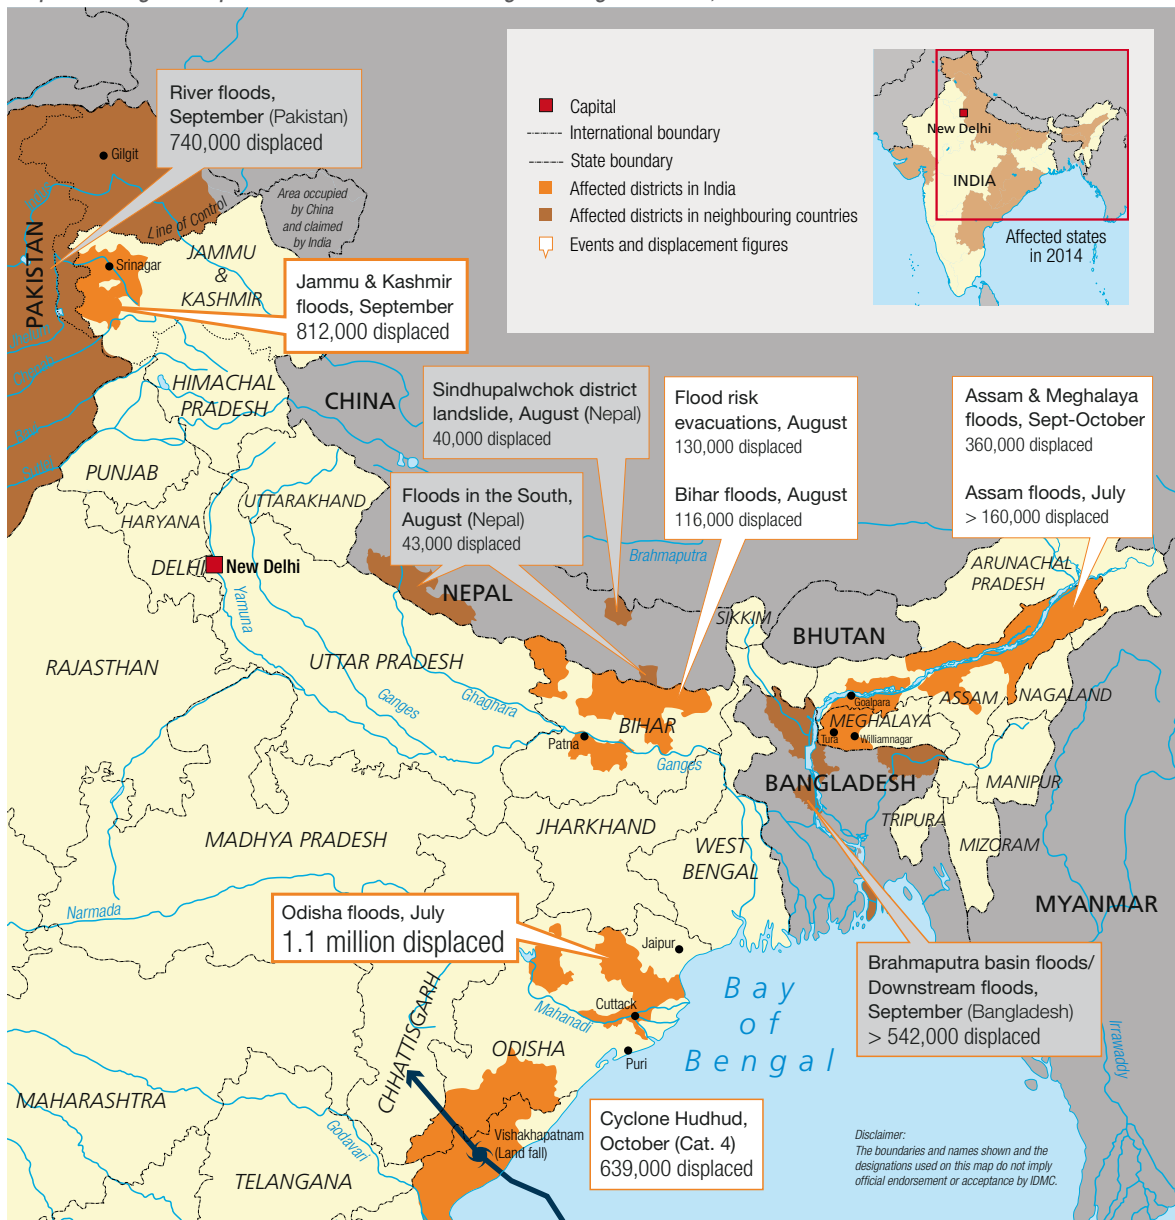 River floods,
September (Pakistan)
740,000 displaced
Gilgit
Indus
PAKISTAN
Line of Control
Area occupied
by China
and claimed
by India
Srinagar
JAMMU
&
KASHMIR
Jammu & Kashmir
floods, September
812,000 displaced
Capital
International boundary
State boundary
Affected districts in India
Affected districts in neighbouring countries
Events and displacement figures
New Delhi
INDIA
Affected states
in 2014
HIMACHAL
PRADESH
CHINA
Sindhupalwchok district
landslide, August (Nepal)
40,000 displaced
Flood risk
evacuations, August
130,000 displaced
Bihar floods, August
116,000 displaced
Assam & Meghalaya
floods, Sept-October
360,000 displaced
Assam floods, July
> 160,000 displaced
PUNJAB
UTTARAKHAND
HARYANA
Floods in the South,
August (Nepal)
43,000 displaced
Brahmaputra
DELHI
New Delhi
Yamuna
NEPAL
SIKKIM
BHUTAN
ARUNACHAL
PRADESH
RAJASTHAN
UTTAR PRADESH
Ganges
Ghaghara
BIHAR
Patna
Ganges
Goalpara
ASSAM
NAGALAND
MEGHALAYA
Tura
Williamnagar
BANGLADESH
MANIPUR
TRIPURA
MIZORAM
MADHYA PRADESH
JHARKHAND
WEST
BENGAL
Narmada
MYANMAR
Odisha floods, July
1.1 million displaced
Jaipur
Cuttack
Mahanadi
Puri
ODISHA
CHHATTISGARH
Bay
of
Bengal
Brahmaputra basin floods/
Downstream floods,
September (Bangladesh)
> 542,000 displaced
Irrawaddy
MAHARASHTRA
Godavari
Vishakhapatnam
(Land fall)
Cyclone Hudhud,
October (Cat. 4)
639,000 displaced
TELANGANA
Disclaimer:
The boundaries and names shown and the
designations used on this map do not imply
official endorsement or acceptance by IDMC.